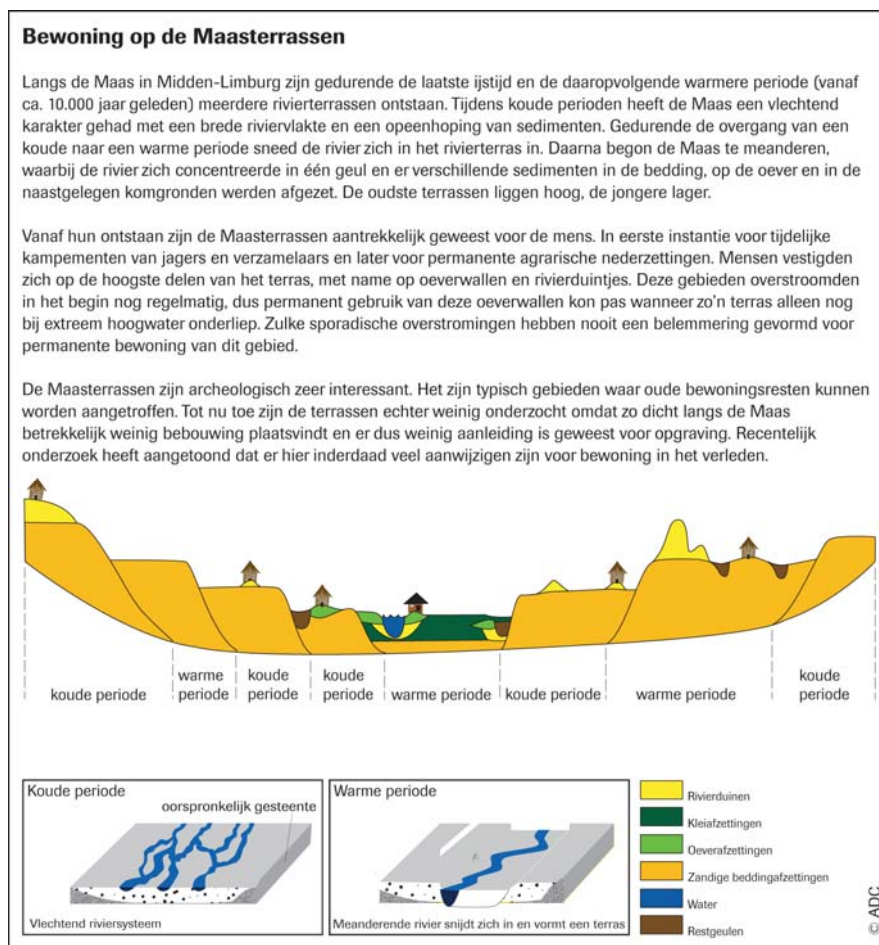 Bewoning op de Maasterrassen
Langs de Maas in Midden-Limburg zijn gedurende de laatste ijstijd en de daaropvolgende warmere periode (vanaf
ca. 10.000 jaar geleden) meerdere rivierterrassen ontstaan. Tijdens koude perioden heeft de Maas een vlechtend
karakter gehad met een brede riviervlakte en een opeenhoping van sedimenten. Gedurende de overgang van een
koude naar een warme periode sneed de rivier zich in het rivierterras in. Daarna begon de Maas te meanderen,
waarbij de rivier zich concentreerde in één geul en er verschillende sedimenten in de bedding, op de oever en in de
naastgelegen komgronden werden afgezet. De oudste terrassen liggen hoog, de jongere lager.
Vanaf hun ontstaan zijn de Maasterrassen aantrekkelijk geweest voor de mens. In eerste instantie voor tijdelijke
kampementen van jagers en verzamelaars en later voor permanente agrarische nederzettingen. Mensen vestigden
zich op de hoogste delen van het terras, met name op oeverwallen en rivierduintjes. Deze gebieden overstroomden
in het begin nog regelmatig, dus permanent gebruik van deze oeverwallen kon pas wanneer zo'n terras alleen nog
bij extreem hoogwater onderliep. Zulke sporadische overstromingen hebben nooit een belemmering gevormd voor
permanente bewoning van dit gebied.
De Maasterrassen zijn archeologisch zeer interessant. Het zijn typisch gebieden waar oude bewoningsresten kunnen
worden aangetroffen. Tot nu toe zijn de terrassen echter weinig onderzocht omdat zo dicht langs de Maas
betrekkelijk weinig bebouwing plaatsvindt en er dus weinig aanleiding is geweest voor opgraving. Recentelijk
onderzoek heeft aangetoond dat er hier inderdaad veel aanwijzigen zijn voor bewoning in het verleden.
koude periode
warme
periode
koude
periode
koude
periode
warme periode
koude periode
warme periode
koude
periode
Koude periode
oorspronkelijk gesteente
Vlechtend riviersysteem
Warme periode
Meanderende rivier snijdt zich in en vormt een terras
Rivierduinen
Kleiafzettingen
Oeverafzettingen
Zandige beddingafzettingen
Water
Restgeulen
© ADC